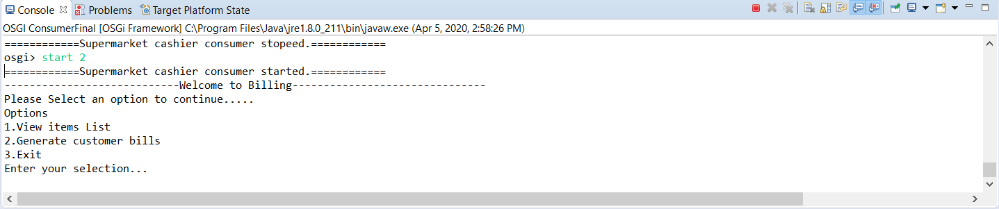 Console Problems Target Platform State
OSGI ConsumerFinal [OSGi Framework] C:\Program Files\Java\jre1.8.0_211\bin\javaw.exe (Apr 5, 2020, 2:58:26 PM)
============Supermarket cashier consumer stopeed.============
osgi> start 2
============Supermarket cashier consumer started.============
----------------------------Welcome to Billing-------------------------------
Please Select an option to continue.....
Options
1.View items List
2.Generate customer bills
3.Exit
Enter your selection...